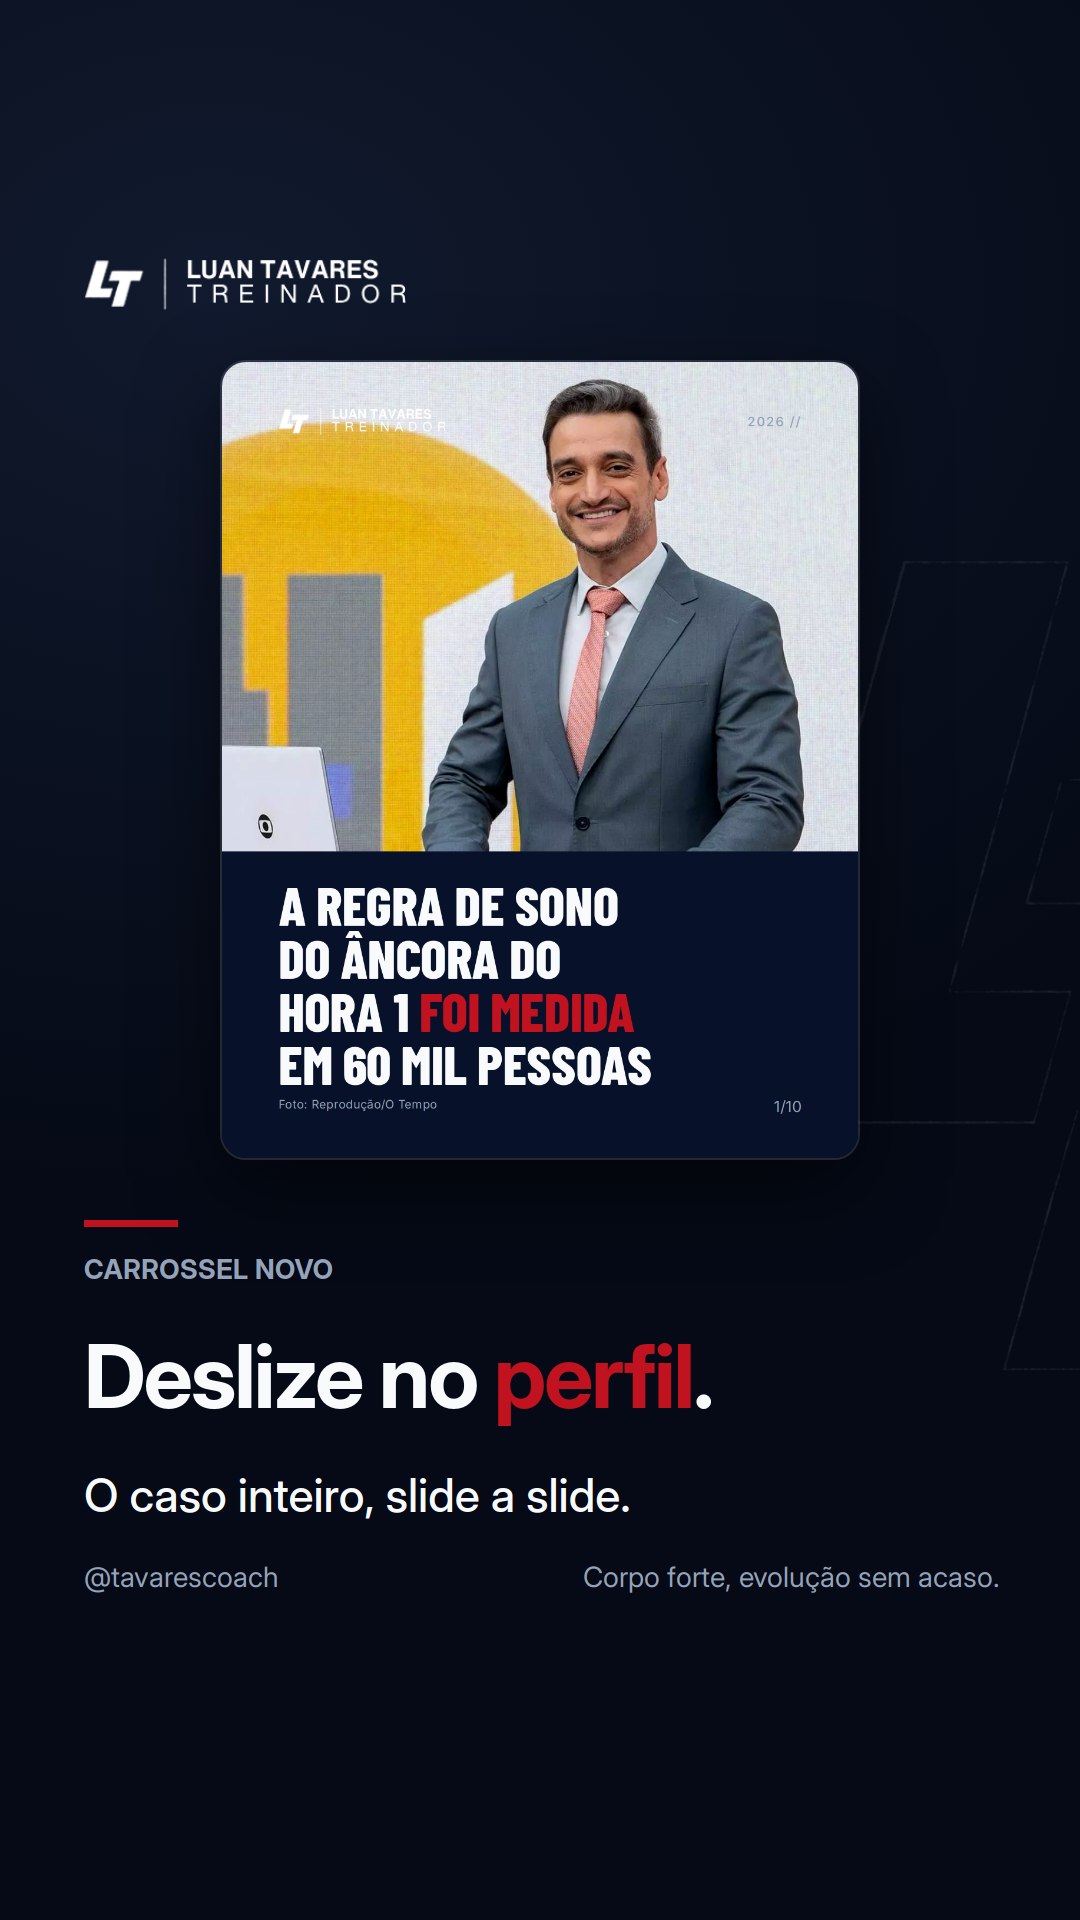 LT
LUAN TAVARES
TREINADOR
LT
LUAN TAVARES
TREINADOR
2026 //
A REGRA DE SONO
DO ÂNCORA DO
HORA 1 FOI MEDIDA
EM 60 MIL PESSOAS
Foto: Reprodução/O Tempo
1/10
CARROSSEL NOVO
Deslize no perfil.
O caso inteiro, slide a slide.
@tavarescoach
Corpo forte, evolução sem acaso.